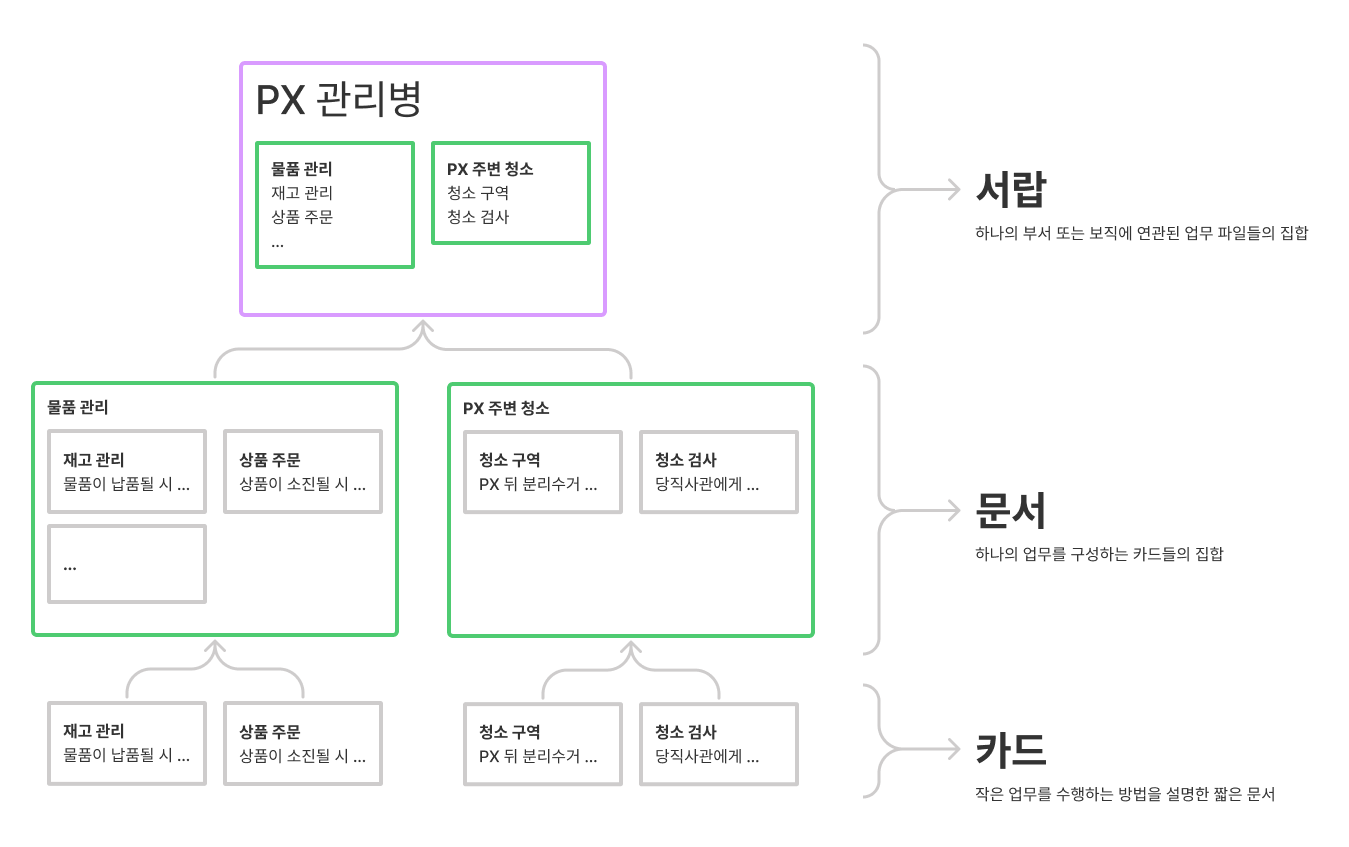 PX 관리병
물품 관리
재고 관리
상품 주문
...
PX 주변 청소
청소 구역
청소 검사
서랍
하나의 부서 또는 보직에 연관된 업무 파일들의 집합
물품 관리
재고 관리
물품이 납품될 시 ...
상품 주문
상품이 소진될 시 ...
...
PX 주변 청소
청소 구역
PX 뒤 분리수거 ...
청소 검사
당직사관에게 ...
문서
하나의 업무를 구성하는 카드들의 집합
재고 관리
물품이 납품될 시 ...
상품 주문
상품이 소진될 시 ...
청소 구역
PX 뒤 분리수거 ...
청소 검사
당직사관에게 ...
카드
작은 업무를 수행하는 방법을 설명한 짧은 문서